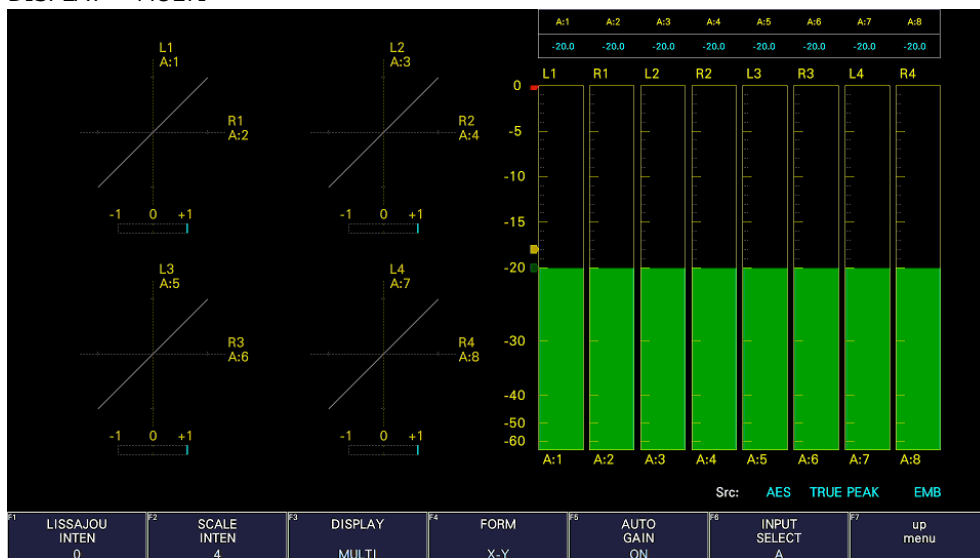 DISPLAY = MULTI
A:1 A:2 A:3 A:4 A:5 A:6 A:7 A:8
-20.0 -20.0 -20.0 -20.0 -20.0 -20.0 -20.0 -20.0
L1
A:1
R1
A:2
-1 0 +1
L2
A:3
R2
A:4
-1 0 +1
L3
A:5
R3
A:6
-1 0 +1
L4
A:7
R4
A:8
-1 0 +1
L1 R1 L2 R2 L3 R3 L4 R4
0
-5
-10
-15
-20
-30
-40
-50
-60
A:1 A:2 A:3 A:4 A:5 A:6 A:7 A:8
Src: AES TRUE PEAK EMB
F1 LISSAJOU INTEN 0
F2 SCALE INTEN 4
F3 DISPLAY MULTI
F4 FORM X-Y
F5 AUTO GAIN ON
F6 INPUT SELECT A
F7 up menu